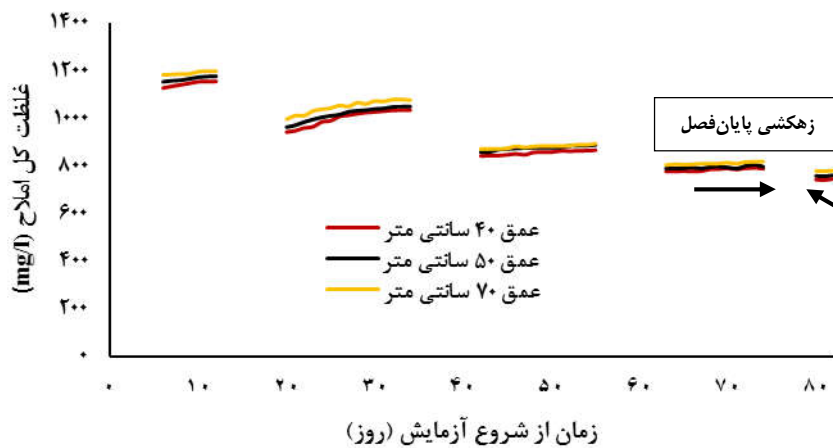 ۱۴۰۰
۱۲۰۰
۱۰۰۰
۸۰۰
۶۰۰
۴۰۰
۲۰۰
۰
غلظت کل املاح (mg/l)
زهکشی پایان‌فصل
عمق ۴۰ سانتی متر
عمق ۵۰ سانتی متر
عمق ۷۰ سانتی متر
۰ ۱۰ ۲۰ ۳۰ ۴۰ ۵۰ ۶۰ ۷۰ ۸۰
زمان از شروع آزمایش (روز)